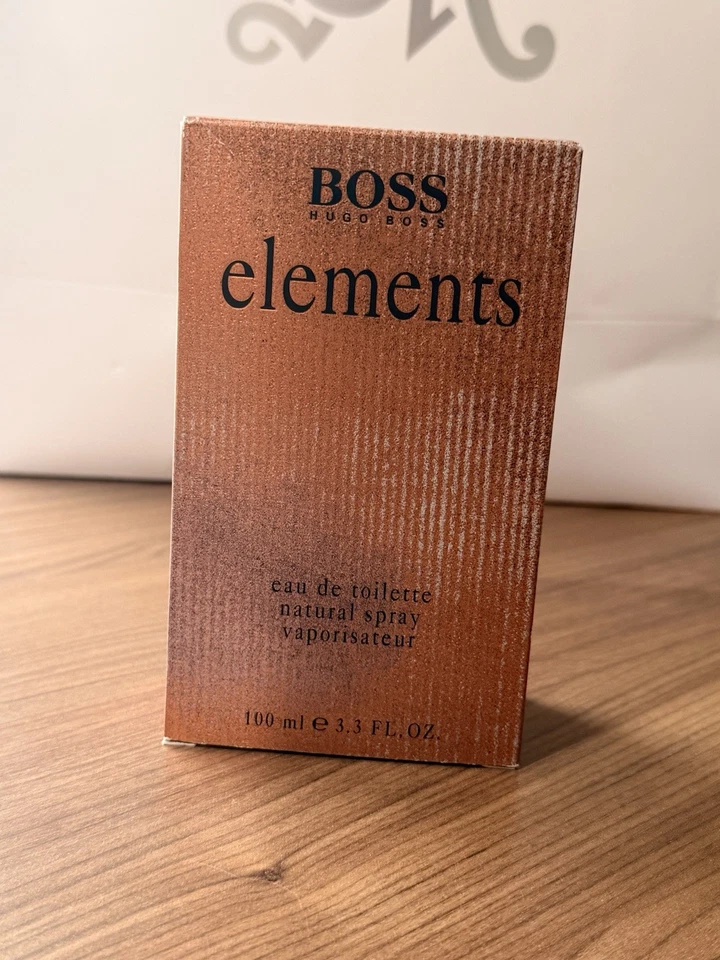 BOSS
HUGO BOSS
elements
eau de toilette
natural spray
vaporisateur
100 ml ℮ 3.3 FL.OZ.